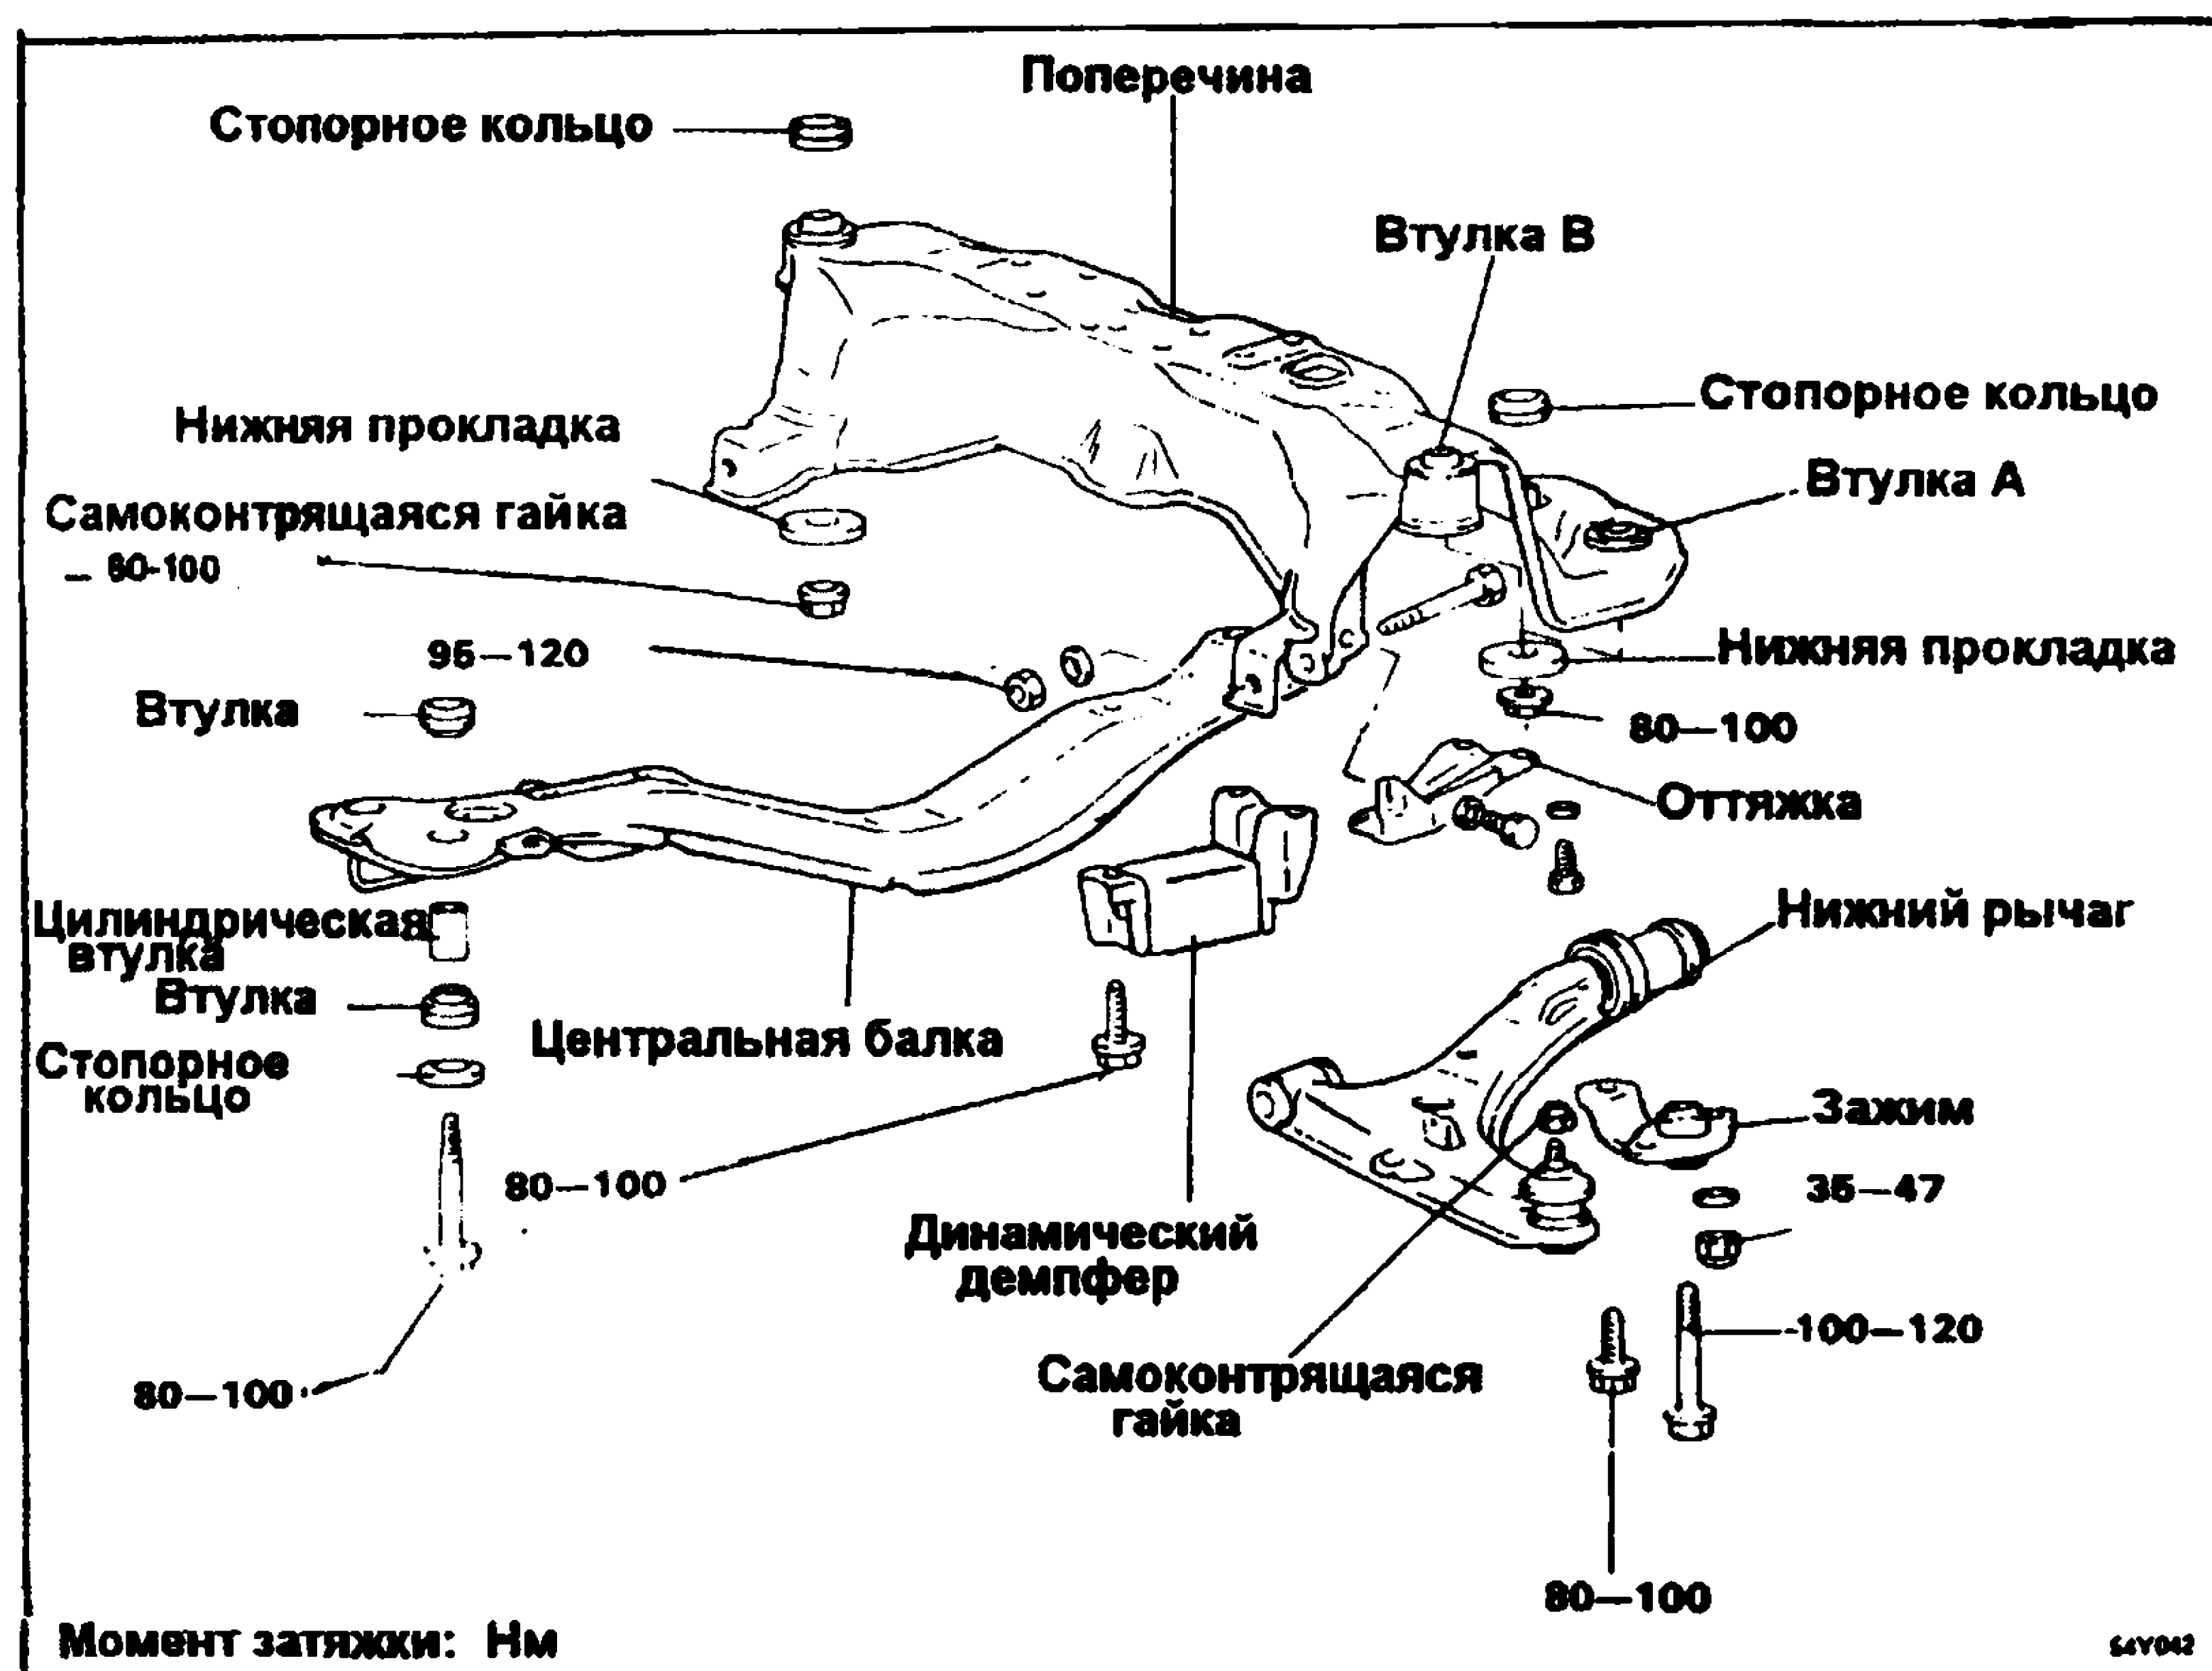 Поперечина
Стопорное кольцо
Втулка В
Стопорное кольцо
Нижняя прокладка
Втулка А
Самоконтрящаяся гайка
– 80-100
95–120
Нижняя прокладка
Втулка
80–100
Оттяжка
Цилиндрическая
втулка
Нижний рычаг
Втулка
Центральная балка
Стопорное
кольцо
Зажим
80–100
35–47
Динамический
демпфер
100–120
Самоконтрящаяся
гайка
80–100
80–100
Момент затяжки: Нм
54Y042